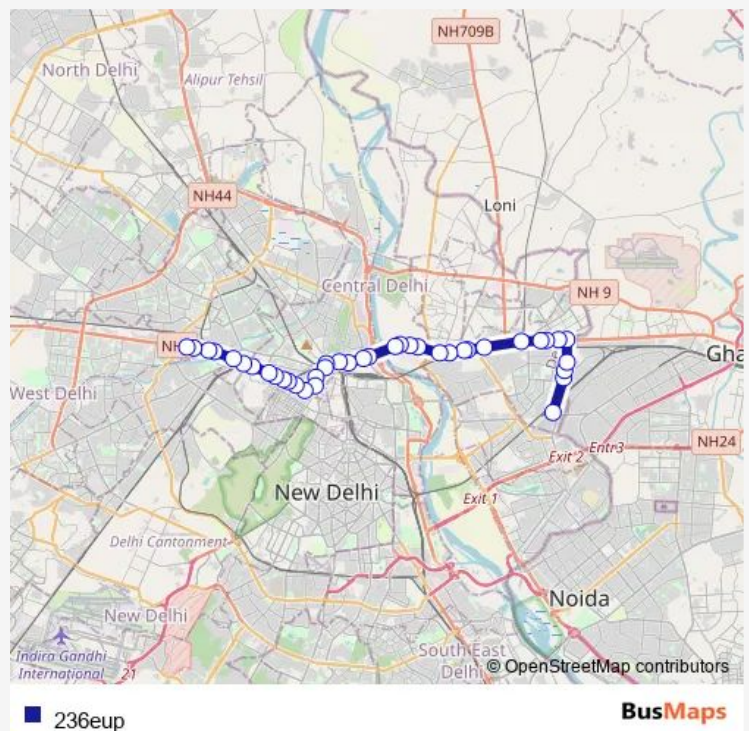 NH709B
North Delhi
Alipur Tehsil
NH44
Loni
Central Delhi
NH 9
NH
Gha
West Delhi
Entr3
NH24
Exit 2
New Delhi
Exit 1
Delhi Cantonment
Noida
New Delhi
South East
Delhi
Indira Gandhi
International
21
© OpenStreetMap contributors
236eup
BusMaps